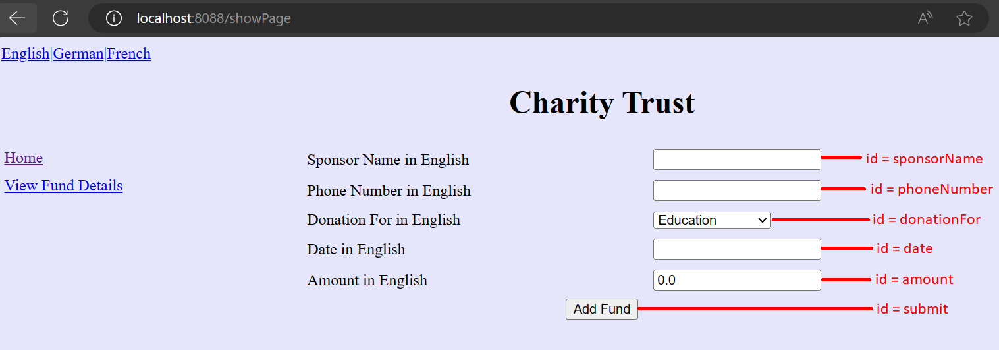 localhost:8088/showPage
English|German|French
Charity Trust
Home
View Fund Details
Sponsor Name in English
id = sponsorName
Phone Number in English
id = phoneNumber
Donation For in English
Education
id = donationFor
Date in English
id = date
Amount in English
0.0
id = amount
Add Fund
id = submit